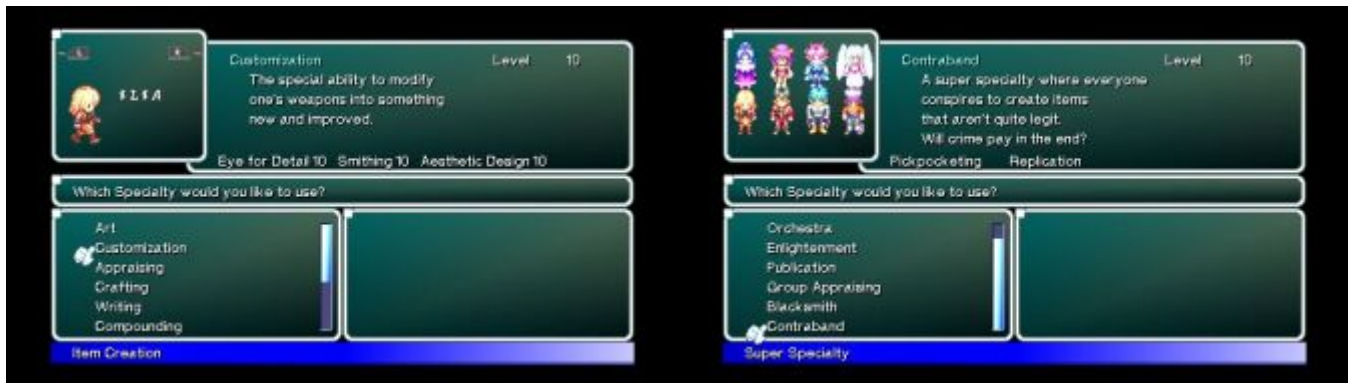 Customization Level 10
The special ability to modify
one's weapons into something
new and improved.
Eye for Detail 10 Smithing 10 Aesthetic Design 10
Which Specialty would you like to use?
Art
Customization
Appraising
Crafting
Writing
Compounding
Item Creation
Contraband Level 10
A super specialty where everyone
conspires to create items
that aren't quite legit.
Will crime pay in the end?
Pickpocketing Replication
Which Specialty would you like to use?
Orchestra
Enlightenment
Publication
Group Appraising
Blacksmith
Contraband
Super Specialty